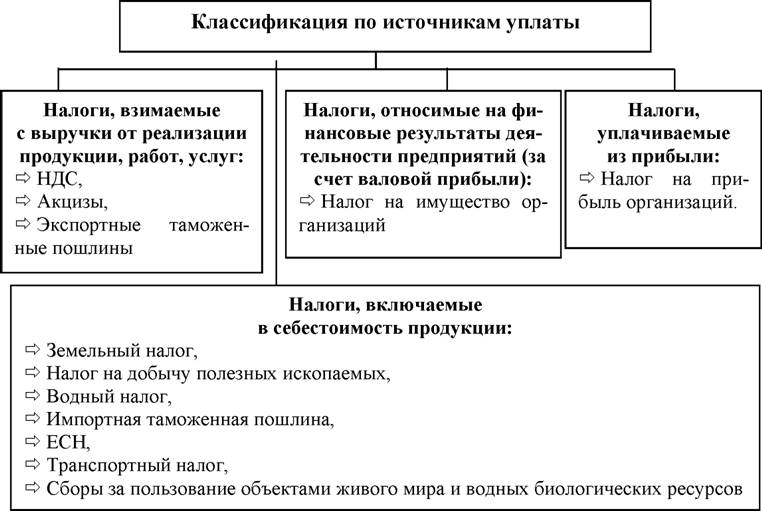 Классификация по источникам уплаты
Налоги, взимаемые
с выручки от реализации
продукции, работ, услуг:
⇨ НДС,
⇨ Акцизы,
⇨ Экспортные таможен-
ные пошлины
Налоги, относимые на фи-
нансовые результаты дея-
тельности предприятий (за
счет валовой прибыли):
⇨ Налог на имущество ор-
ганизаций
Налоги,
уплачиваемые
из прибыли:
⇨ Налог на при-
быль организаций.
Налоги, включаемые
в себестоимость продукции:
⇨ Земельный налог,
⇨ Налог на добычу полезных ископаемых,
⇨ Водный налог,
⇨ Импортная таможенная пошлина,
⇨ ЕСН,
⇨ Транспортный налог,
⇨ Сборы за пользование объектами живого мира и водных биологических ресурсов